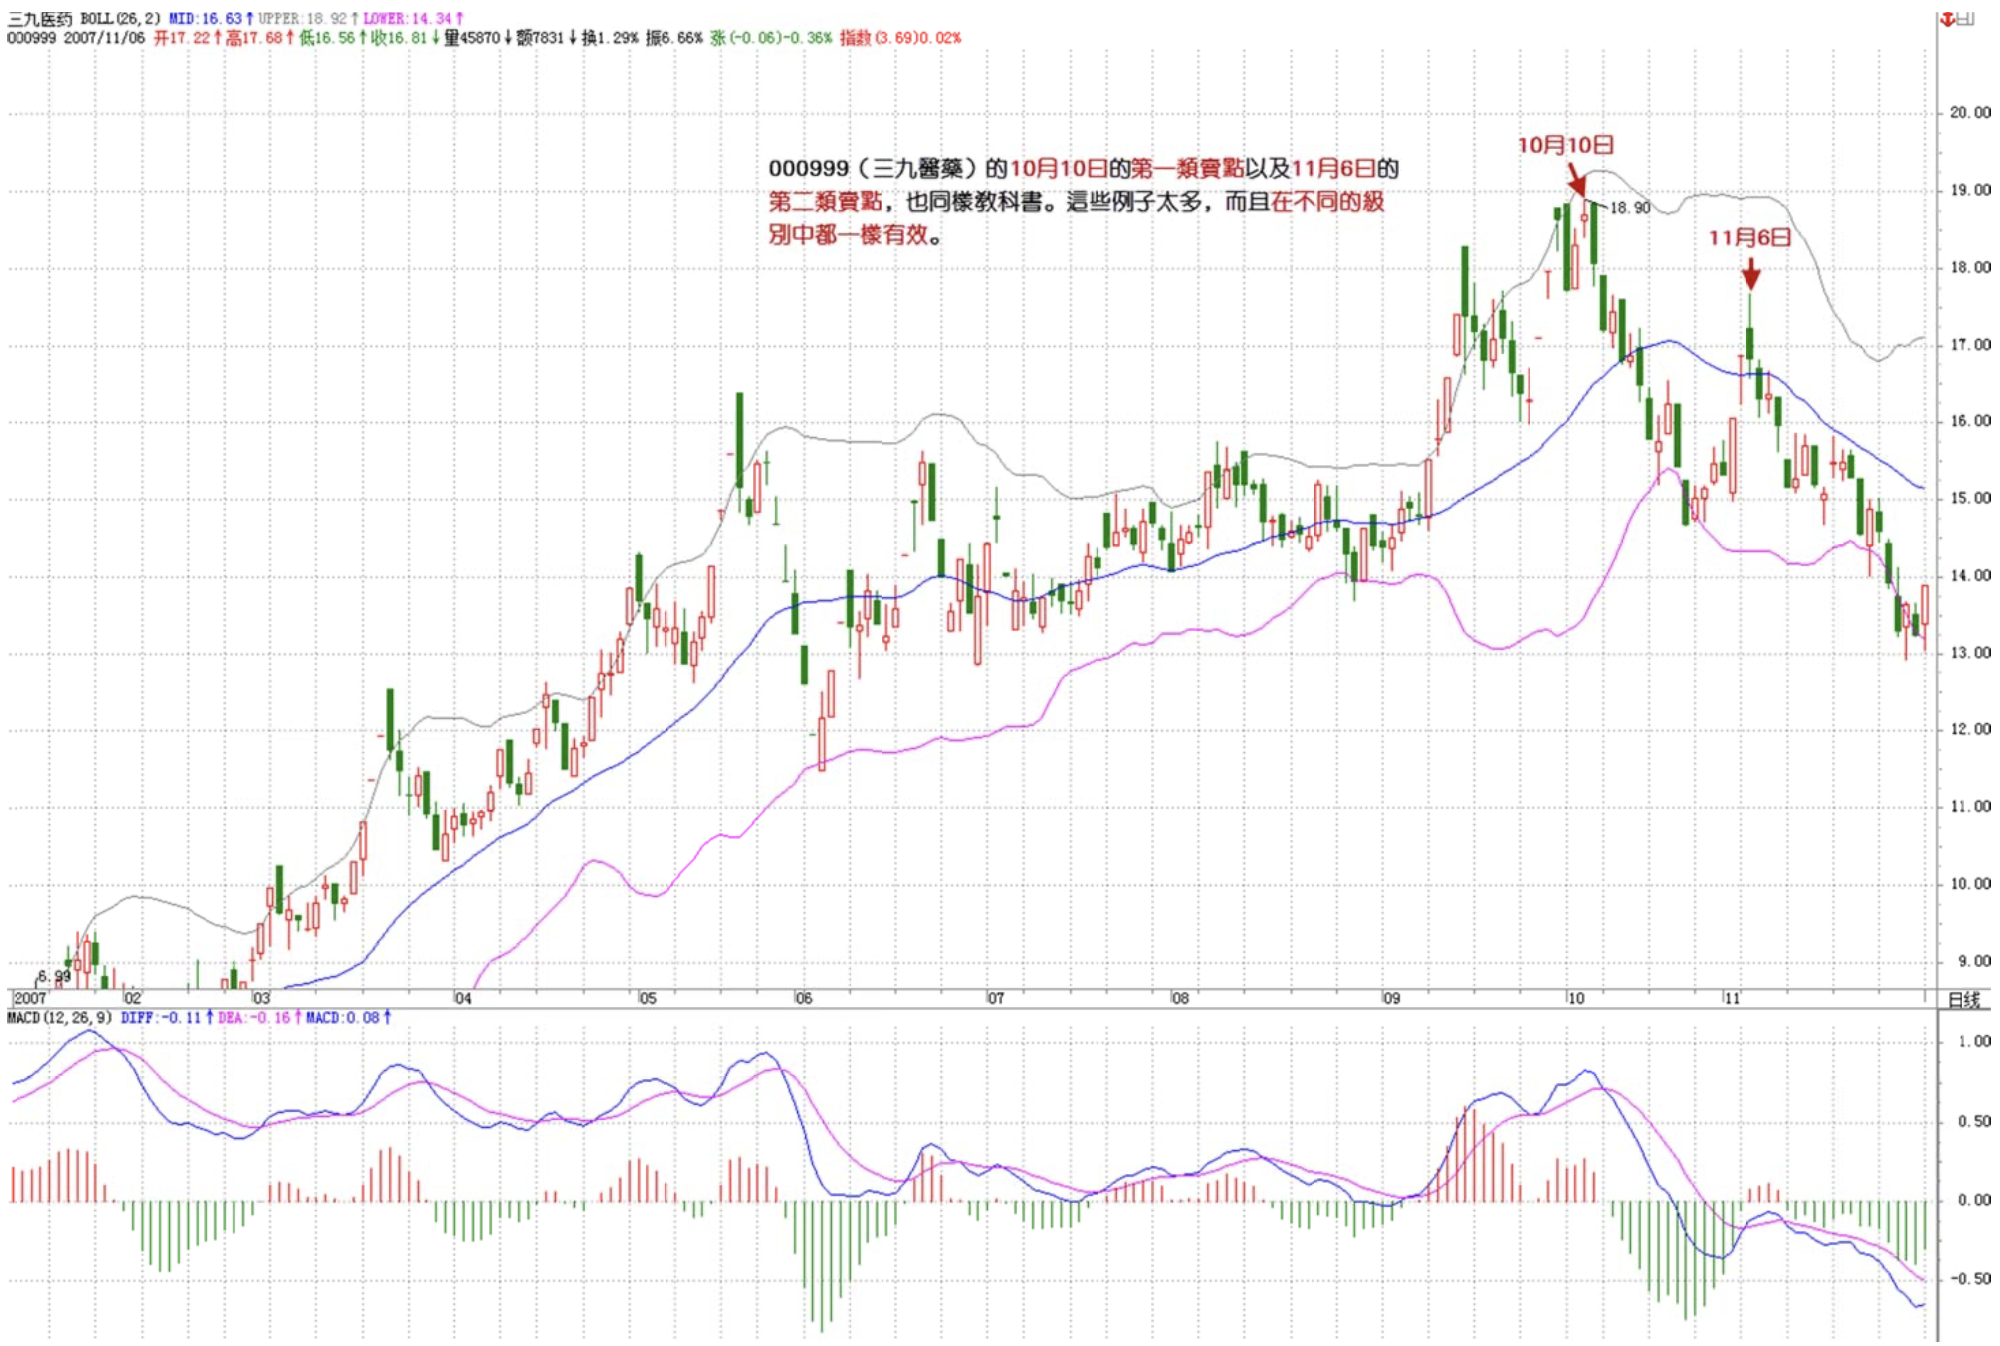 三九医药 BOLL(26,2) MID:16.63↑ UPPER:18.92↑ LOWER:14.34↑
000999 2007/11/06 开17.22↑高17.68↑低16.56↑收16.81↓量45870↓额7831↓换1.29% 振6.66% 涨(-0.06)-0.36% 指数(3.69)0.02%
20.00
10月10日
000999（三九醫藥）的10月10日的第一類賣點以及11月6日的
第二類賣點，也同樣教科書。這些例子太多，而且在不同的級
別中都一樣有效。
19.00
18.90
11月6日
18.00
17.00
16.00
15.00
14.00
13.00
12.00
11.00
10.00
9.00
6.99
2007 02 03 04 05 06 07 08 09 10 11 日线
MACD(12,26,9) DIFF:-0.11↑ DEA:-0.16↑ MACD:0.08↑
1.00
0.50
0.00
-0.50